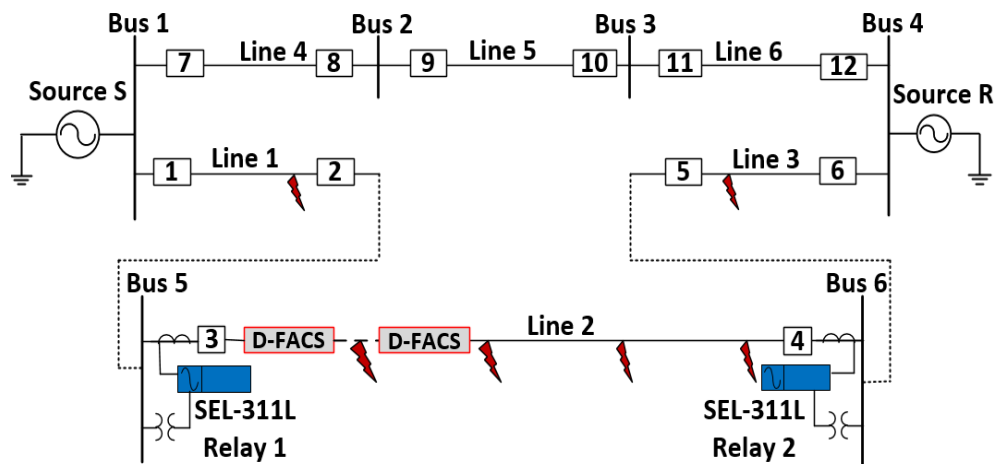 Bus 1
Bus 2
Bus 3
Bus 4
7
Line 4
8
9
Line 5
10
11
Line 6
12
Source S
Source R
1
Line 1
2
5
Line 3
6
Bus 5
Bus 6
3
D-FACS
D-FACS
Line 2
4
SEL-311L
Relay 1
SEL-311L
Relay 2